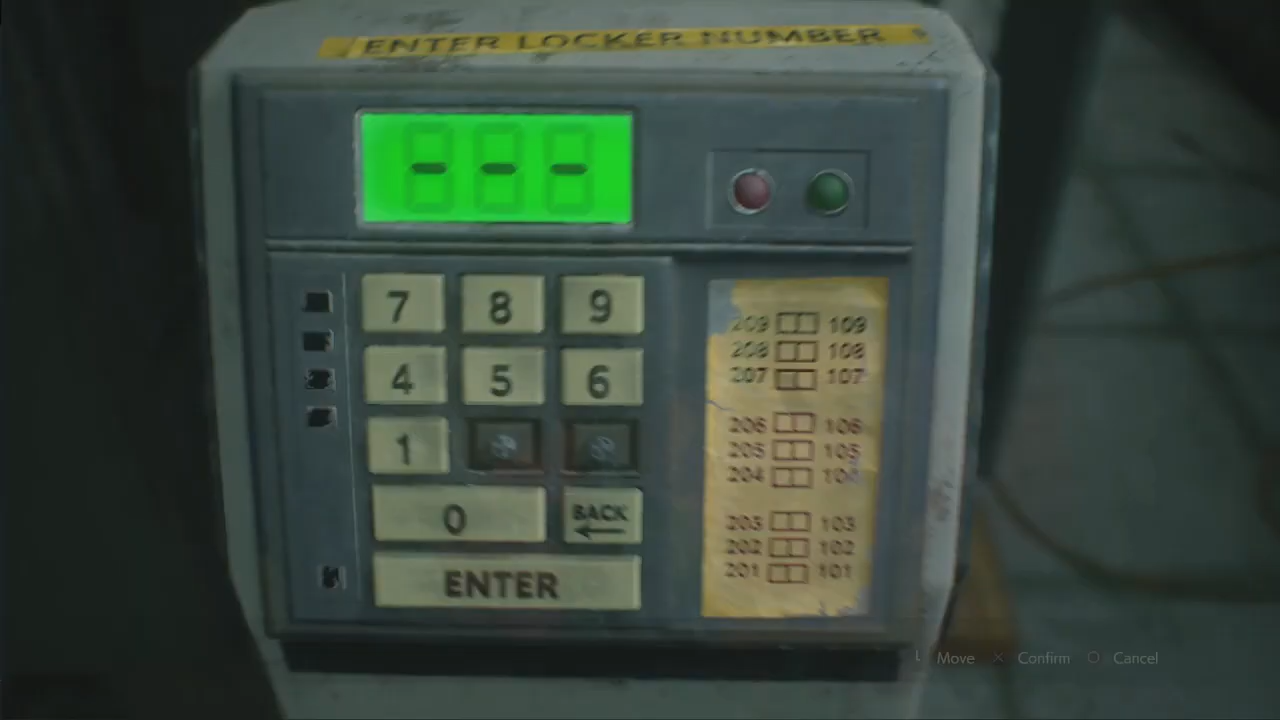 ENTER LOCKER NUMBER
- - -
7 8 9
4 5 6
1
0 BACK
ENTER
209 109
208 108
207 107
206 106
205 105
204 104
203 103
202 102
201 101
Move Confirm Cancel